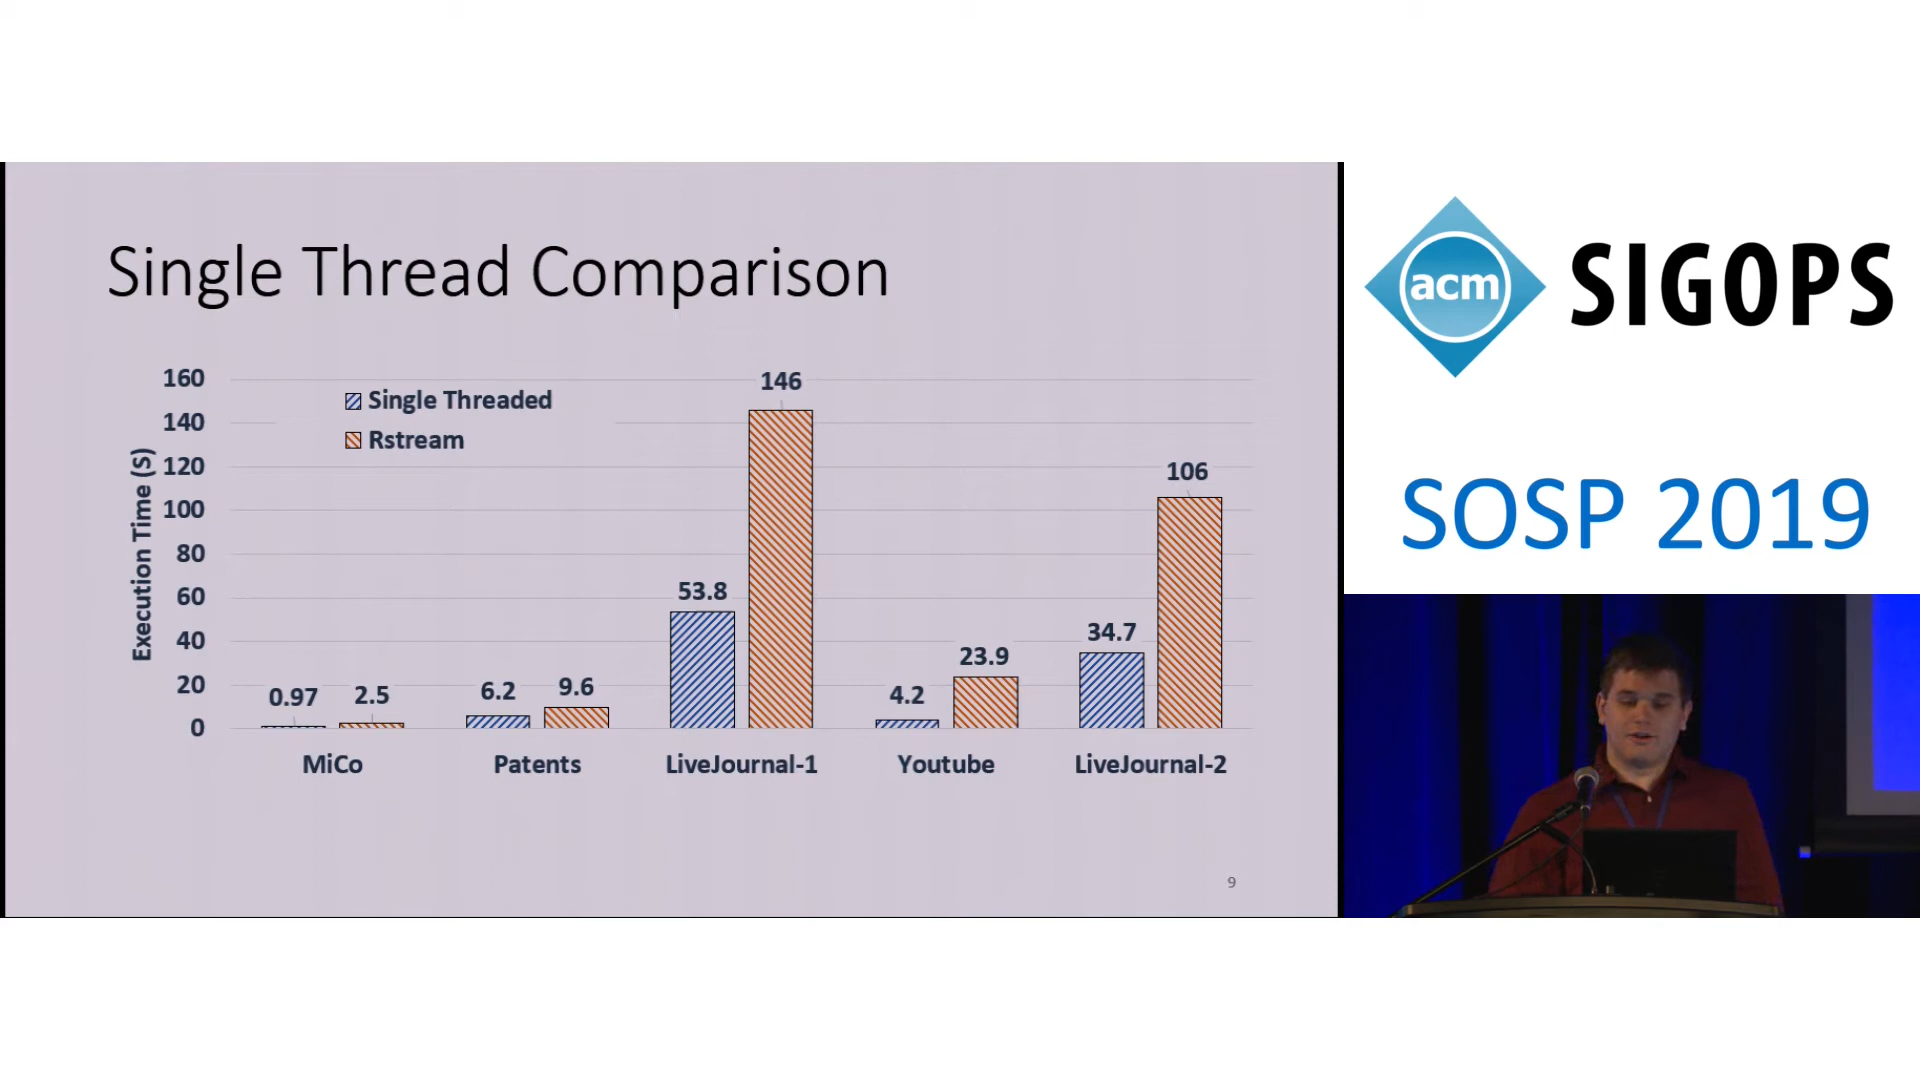 Single Thread Comparison
160
140
120
100
80
60
40
20
0
Execution Time (S)
Single Threaded
Rstream
0.97
2.5
6.2
9.6
53.8
146
4.2
23.9
34.7
106
MiCo
Patents
LiveJournal-1
Youtube
LiveJournal-2
9
acm
SIGOPS
SOSP 2019